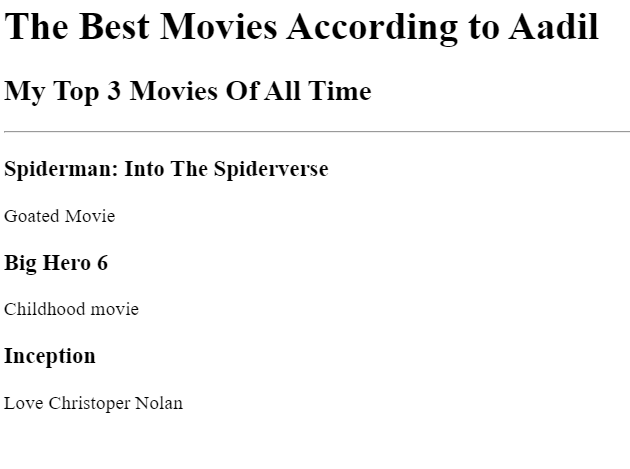 The Best Movies According to Aadil
My Top 3 Movies Of All Time
Spiderman: Into The Spiderverse
Goated Movie
Big Hero 6
Childhood movie
Inception
Love Christoper Nolan